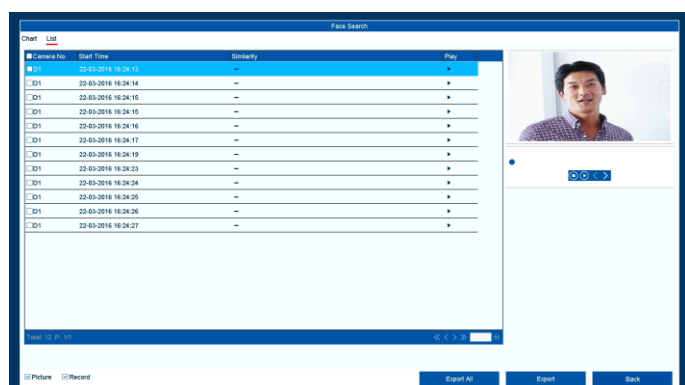 Face Search
Chart List
Camera No. Start Time Similarity Play
D1 22-03-2016 16:24:13 --
D1 22-03-2016 16:24:14 --
D1 22-03-2016 16:24:15 --
D1 22-03-2016 16:24:15 --
D1 22-03-2016 16:24:16 --
D1 22-03-2016 16:24:17 --
D1 22-03-2016 16:24:19 --
D1 22-03-2016 16:24:23 --
D1 22-03-2016 16:24:24 --
D1 22-03-2016 16:24:25 --
D1 22-03-2016 16:24:26 --
D1 22-03-2016 16:24:27 --
Total: 12 P: 1/1
Picture Record
Export All Export Back